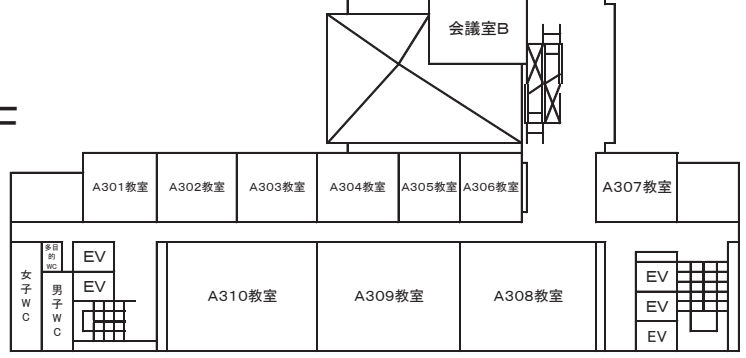 会議室B
A301教室
A302教室
A303教室
A304教室
A305教室
A306教室
A307教室
女子WC
多目的WC
男子WC
EV
EV
A310教室
A309教室
A308教室
EV
EV
EV